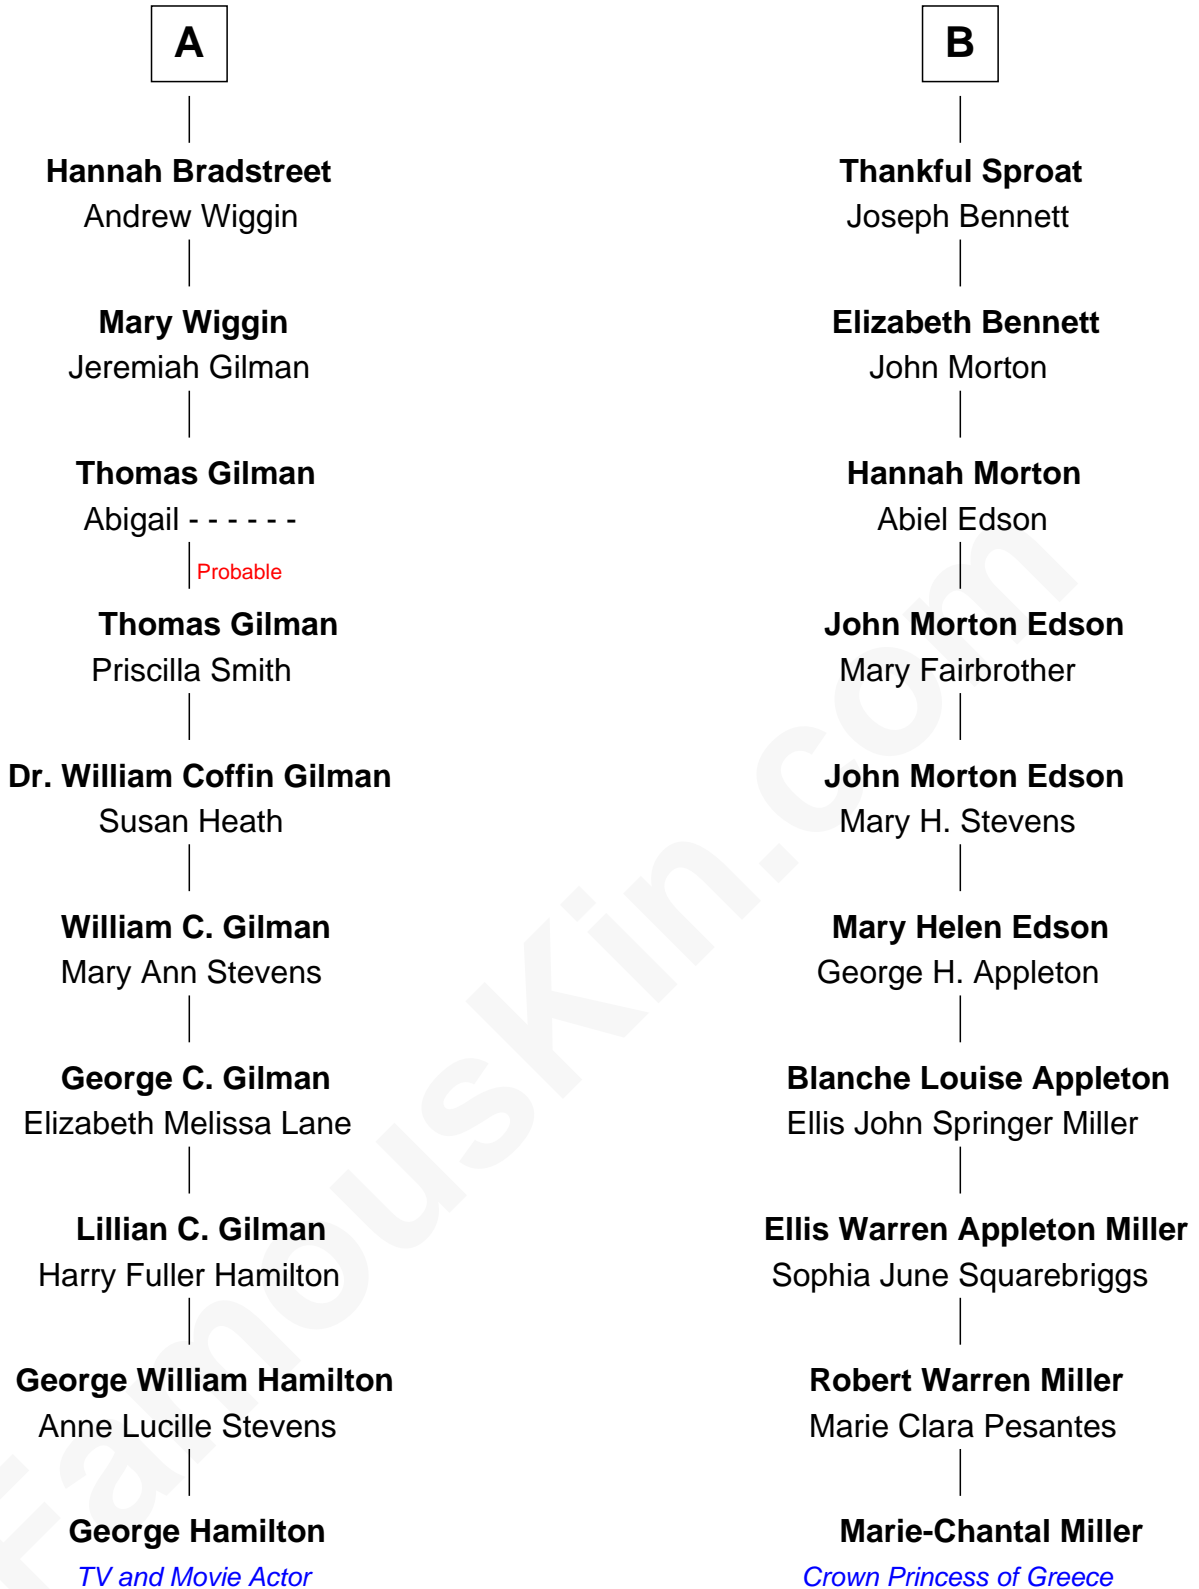 A
Hannah Bradstreet
Andrew Wiggin
Mary Wiggin
Jeremiah Gilman
Thomas Gilman
Abigail - - - - - -
Probable
Thomas Gilman
Priscilla Smith
Dr. William Coffin Gilman
Susan Heath
William C. Gilman
Mary Ann Stevens
George C. Gilman
Elizabeth Melissa Lane
Lillian C. Gilman
Harry Fuller Hamilton
George William Hamilton
Anne Lucille Stevens
George Hamilton
TV and Movie Actor
B
Thankful Sproat
Joseph Bennett
Elizabeth Bennett
John Morton
Hannah Morton
Abiel Edson
John Morton Edson
Mary Fairbrother
John Morton Edson
Mary H. Stevens
Mary Helen Edson
George H. Appleton
Blanche Louise Appleton
Ellis John Springer Miller
Ellis Warren Appleton Miller
Sophia June Squarebriggs
Robert Warren Miller
Marie Clara Pesantes
Marie-Chantal Miller
Crown Princess of Greece
FamousKin.com